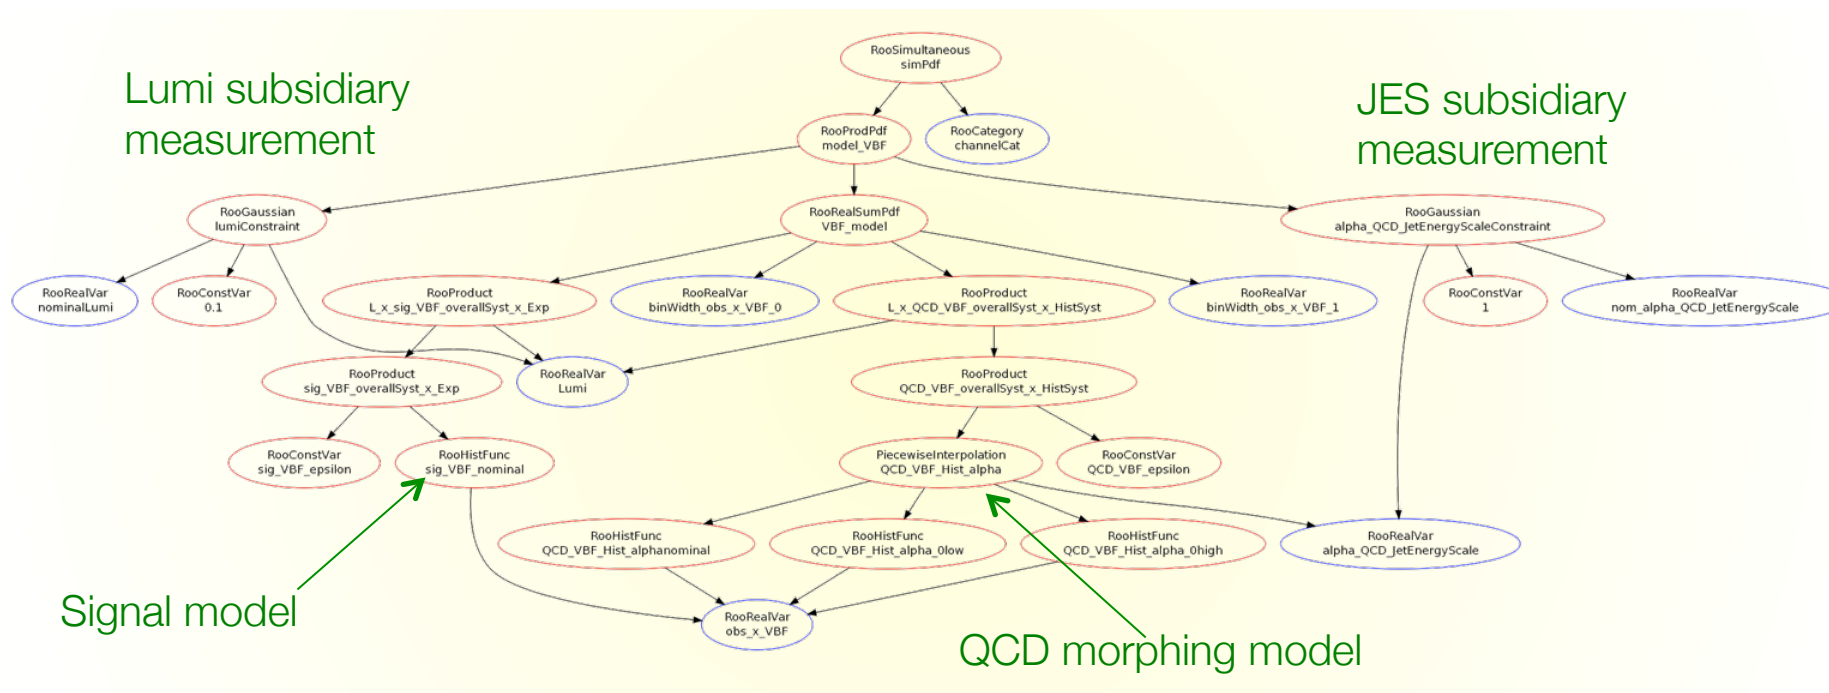 RooSimultaneous
simPdf
Lumi subsidiary
measurement
JES subsidiary
measurement
RooProdPdf
model_VBF
RooCategory
channelCat
RooGaussian
lumiConstraint
RooRealSumPdf
VBF_model
RooGaussian
alpha_QCD_JetEnergyScaleConstraint
RooRealVar
nominalLumi
RooConstVar
0.1
RooProduct
L_x_sig_VBF_overallSyst_x_Exp
RooRealVar
binWidth_obs_x_VBF_0
RooProduct
L_x_QCD_VBF_overallSyst_x_HistSyst
RooRealVar
binWidth_obs_x_VBF_1
RooConstVar
1
RooRealVar
nom_alpha_QCD_JetEnergyScale
RooProduct
sig_VBF_overallSyst_x_Exp
RooRealVar
Lumi
RooProduct
QCD_VBF_overallSyst_x_HistSyst
RooConstVar
sig_VBF_epsilon
RooHistFunc
sig_VBF_nominal
PiecewiseInterpolation
QCD_VBF_Hist_alpha
RooConstVar
QCD_VBF_epsilon
RooHistFunc
QCD_VBF_Hist_alphanominal
RooHistFunc
QCD_VBF_Hist_alpha_0low
RooHistFunc
QCD_VBF_Hist_alpha_0high
RooRealVar
alpha_QCD_JetEnergyScale
Signal model
RooRealVar
obs_x_VBF
QCD morphing model